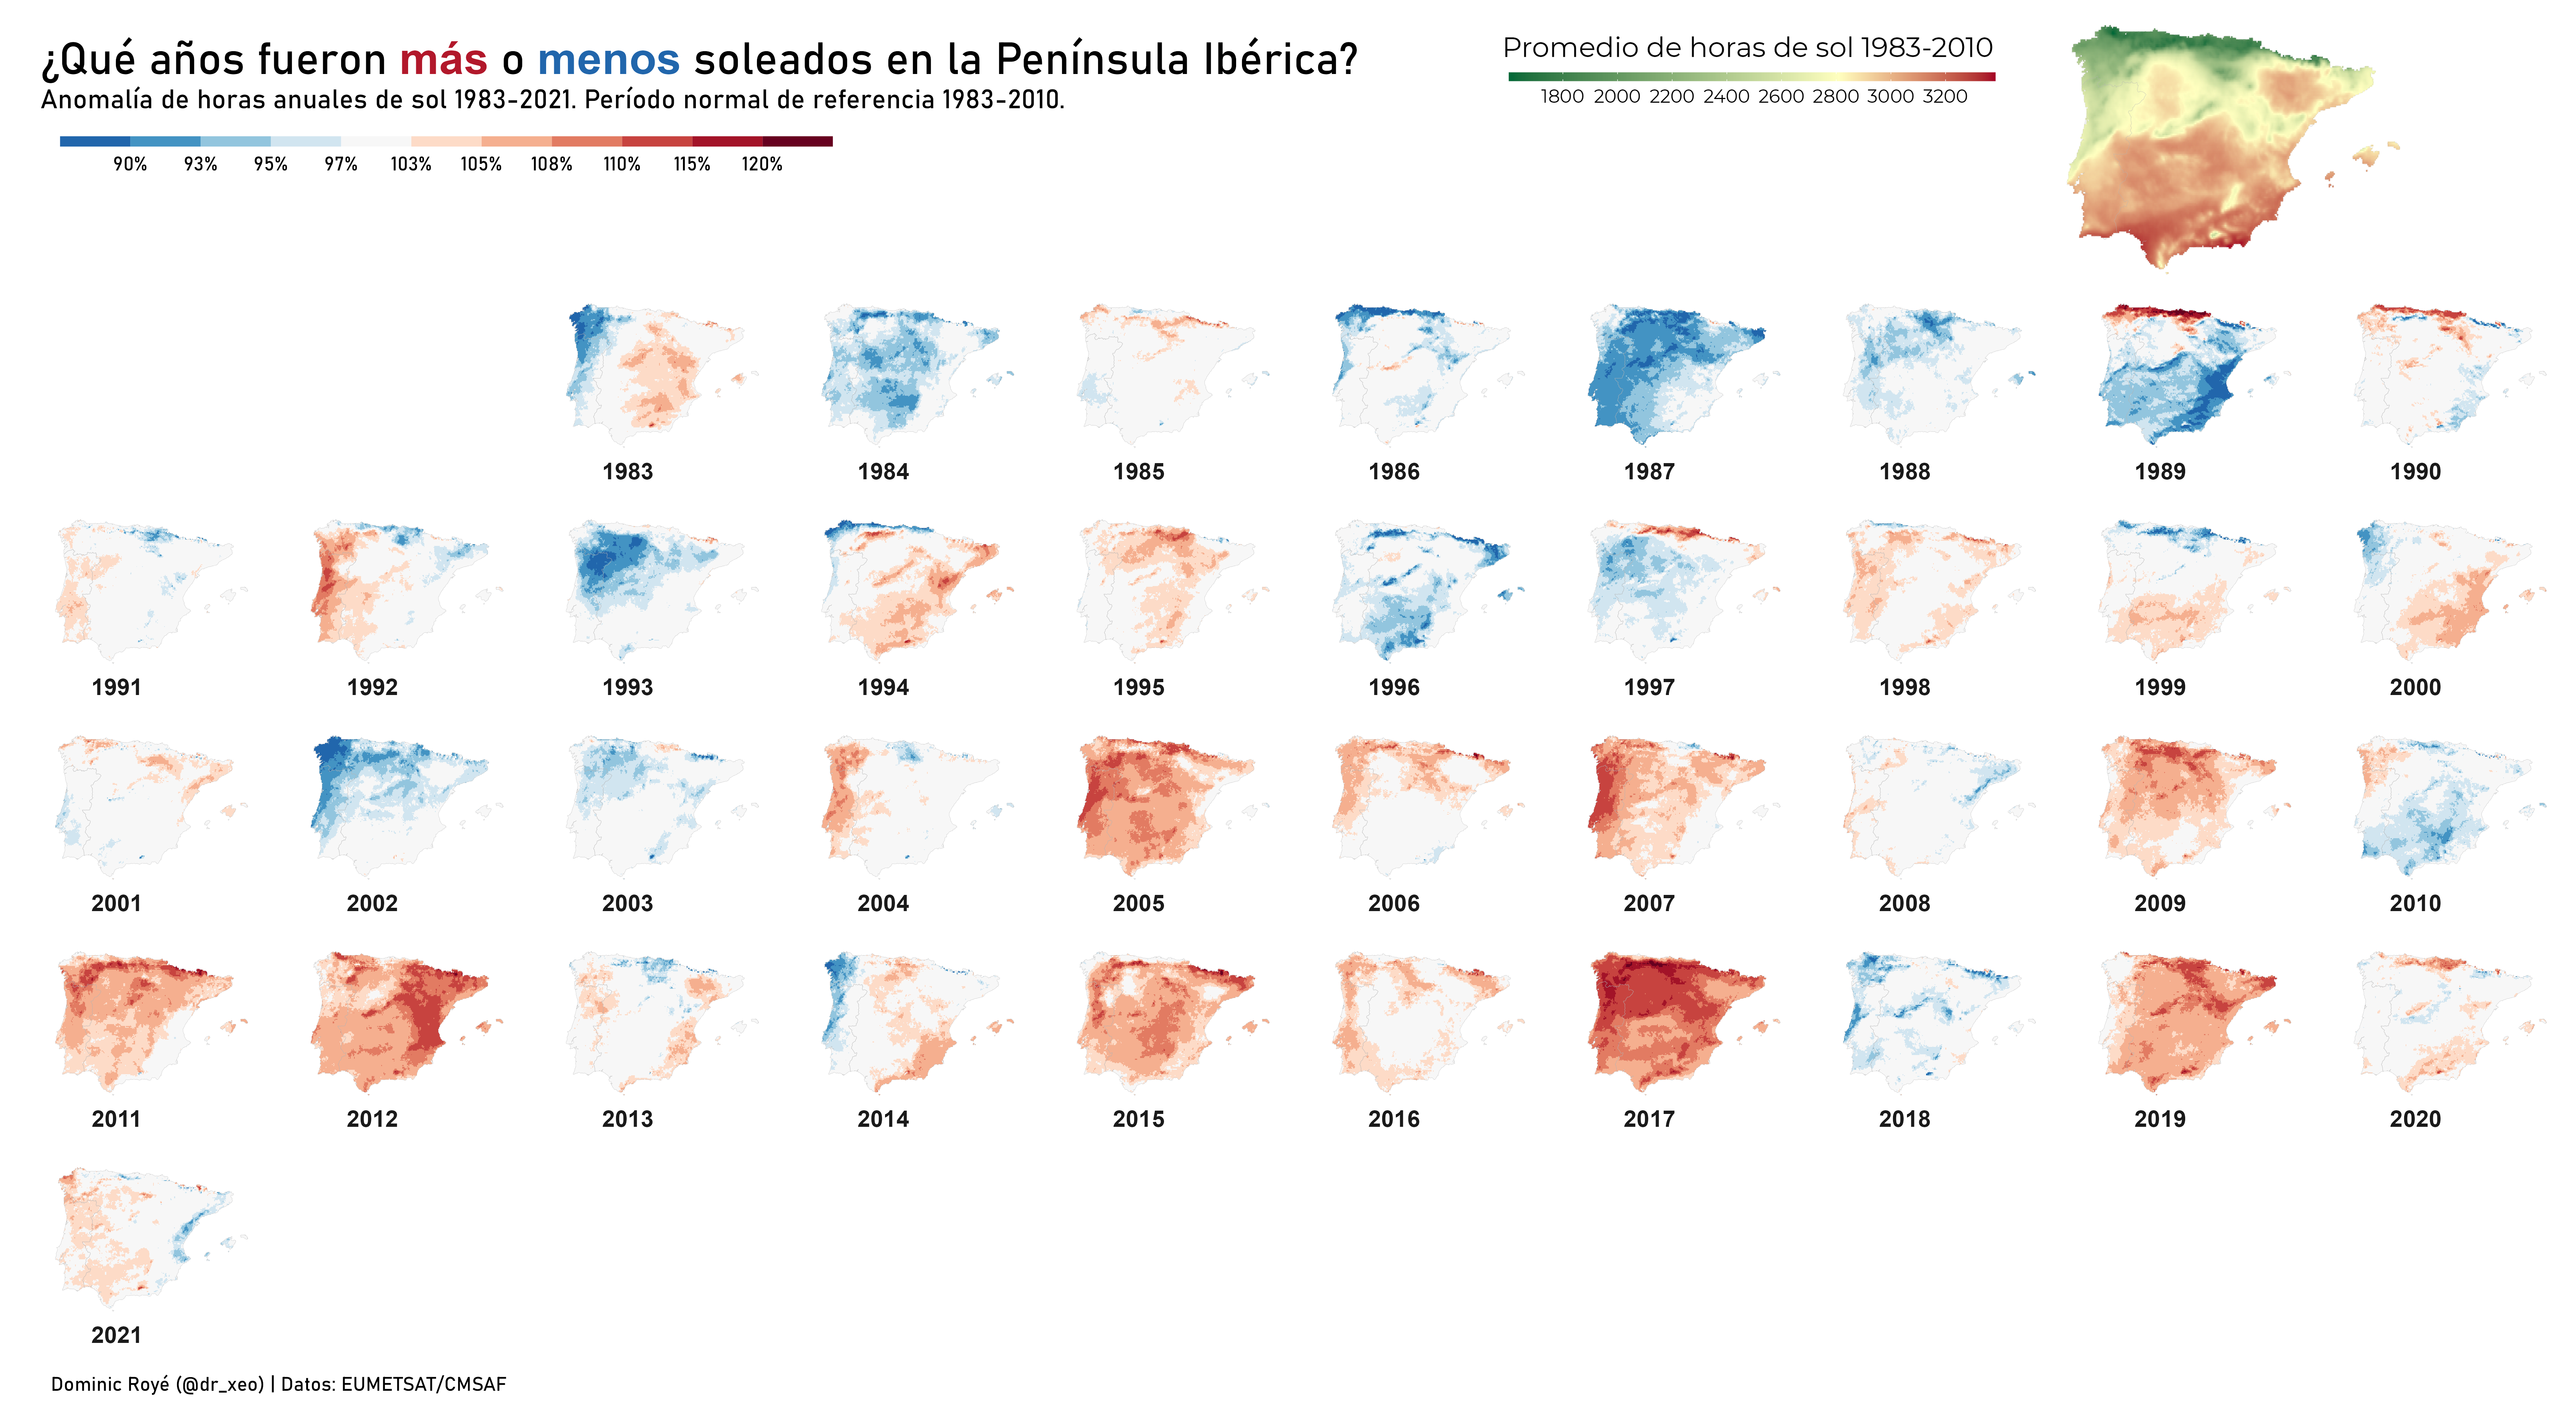 ¿Qué años fueron más o menos soleados en la Península Ibérica?
Anomalía de horas anuales de sol 1983-2021. Período normal de referencia 1983-2010.
90% 93% 95% 97% 103% 105% 108% 110% 115% 120%
Promedio de horas de sol 1983-2010
1800 2000 2200 2400 2600 2800 3000 3200
1983 1984 1985 1986 1987 1988 1989 1990
1991 1992 1993 1994 1995 1996 1997 1998 1999 2000
2001 2002 2003 2004 2005 2006 2007 2008 2009 2010
2011 2012 2013 2014 2015 2016 2017 2018 2019 2020
2021
Dominic Royé (@dr_xeo) | Datos: EUMETSAT/CMSAF